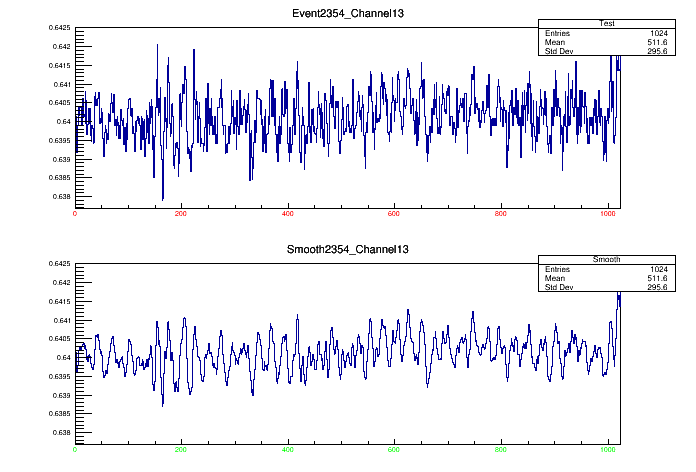 Event2354_Channel13
Test
Entries 1024
Mean 511.6
Std Dev 295.6
0.6425
0.642
0.6415
0.641
0.6405
0.64
0.6395
0.639
0.6385
0.638
0 200 400 600 800 1000
Smooth2354_Channel13
Smooth
Entries 1024
Mean 511.6
Std Dev 295.6
0.6425
0.642
0.6415
0.641
0.6405
0.64
0.6395
0.639
0.6385
0.638
0 200 400 600 800 1000